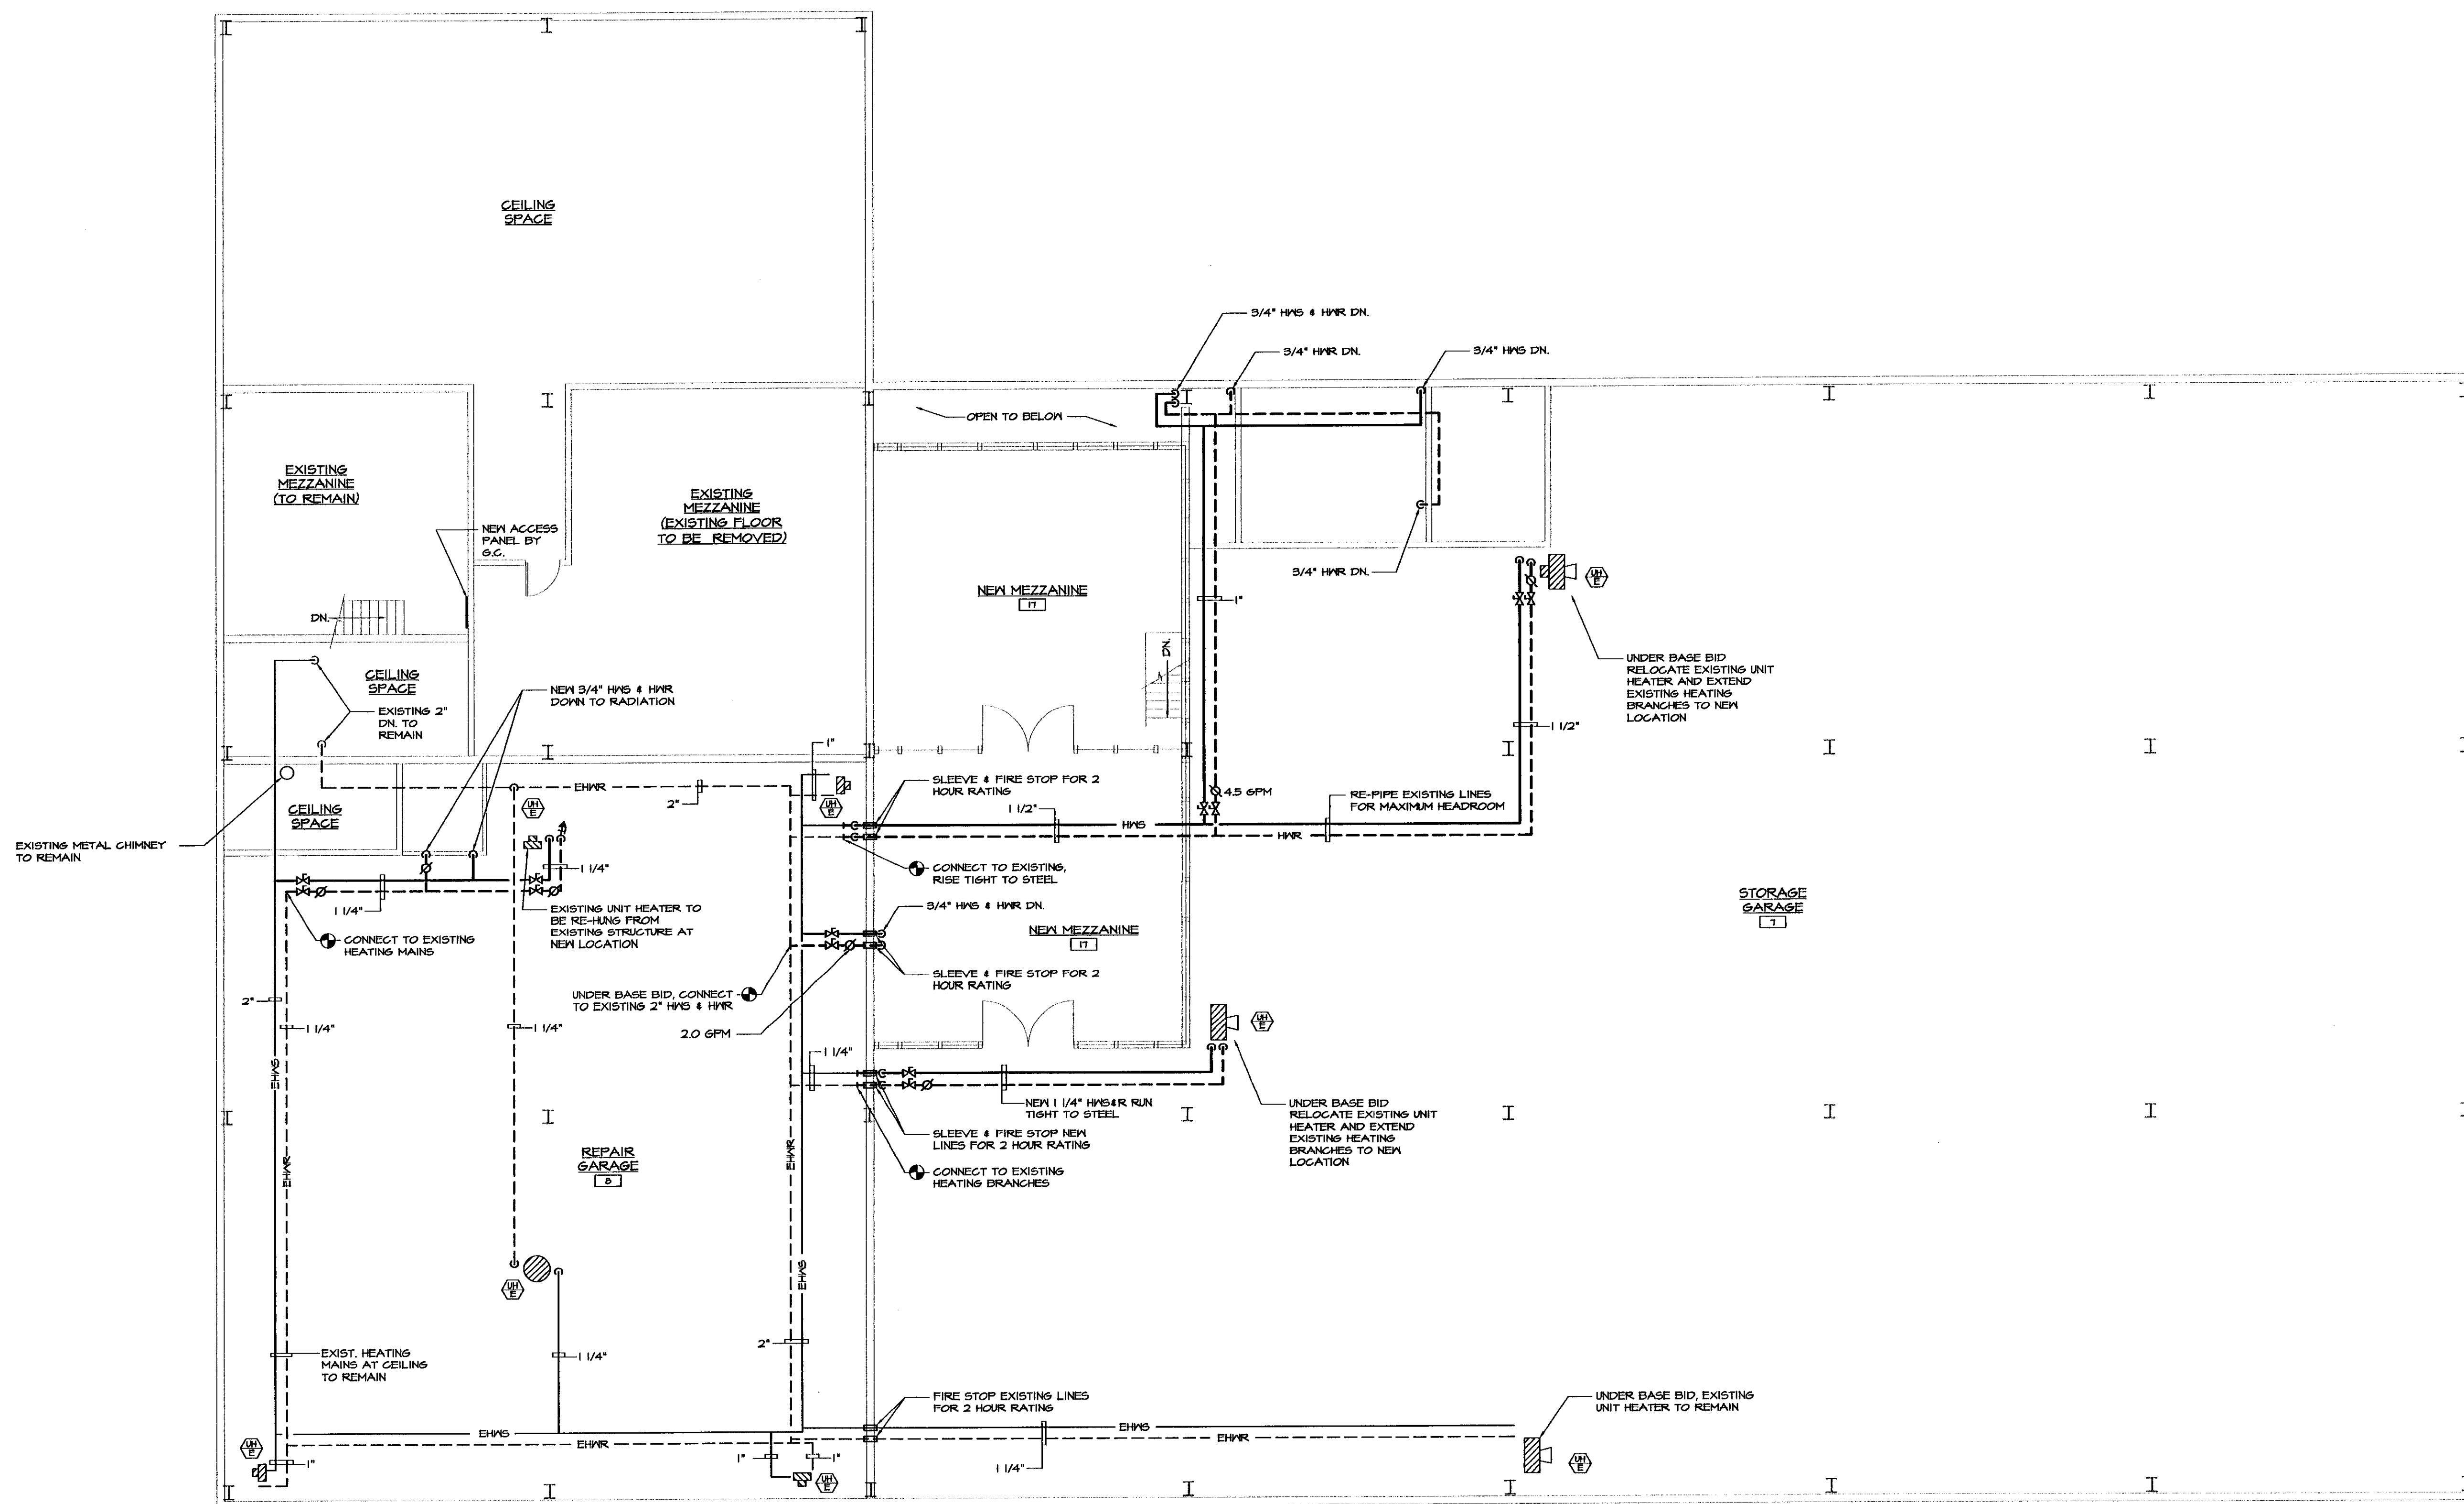 CEILING
SPACE
3/4" HWS & HWR DN.
3/4" HWR DN.
3/4" HWS DN.
OPEN TO BELOW
EXISTING
MEZZANINE
(TO REMAIN)
EXISTING
MEZZANINE
(EXISTING FLOOR
TO BE REMOVED)
NEW ACCESS
PANEL BY
G.C.
NEW MEZZANINE
17
3/4" HWR DN.
UH
E
1"
DN.
DN.
UNDER BASE BID
RELOCATE EXISTING UNIT
HEATER AND EXTEND
EXISTING HEATING
BRANCHES TO NEW
LOCATION
CEILING
SPACE
NEW 3/4" HWS & HWR
DOWN TO RADIATION
EXISTING 2"
DN. TO
REMAIN
1 1/2"
1"
SLEEVE & FIRE STOP FOR 2
HOUR RATING
EHWR
2"
UH
E
UH
E
4.5 GPM
RE-PIPE EXISTING LINES
FOR MAXIMUM HEADROOM
1 1/2"
CEILING
SPACE
HWS
HWR
EXISTING METAL CHIMNEY
TO REMAIN
1 1/4"
CONNECT TO EXISTING,
RISE TIGHT TO STEEL
STORAGE
GARAGE
7
1 1/4"
EXISTING UNIT HEATER TO
BE RE-HUNG FROM
EXISTING STRUCTURE AT
NEW LOCATION
3/4" HWS & HWR DN.
NEW MEZZANINE
17
CONNECT TO EXISTING
HEATING MAINS
SLEEVE & FIRE STOP FOR 2
HOUR RATING
2"
UNDER BASE BID, CONNECT
TO EXISTING 2" HWS & HWR
1 1/4"
1 1/4"
2.0 GPM
UH
E
1 1/4"
EHWS
NEW 1 1/4" HWS&R RUN
TIGHT TO STEEL
UNDER BASE BID
RELOCATE EXISTING UNIT
HEATER AND EXTEND
EXISTING HEATING
BRANCHES TO NEW
LOCATION
SLEEVE & FIRE STOP NEW
LINES FOR 2 HOUR RATING
EHWR
EHWR
REPAIR
GARAGE
8
CONNECT TO EXISTING
HEATING BRANCHES
EHWS
UH
E
2"
EXIST. HEATING
MAINS AT CEILING
TO REMAIN
1 1/4"
FIRE STOP EXISTING LINES
FOR 2 HOUR RATING
UNDER BASE BID, EXISTING
UNIT HEATER TO REMAIN
EHWS
EHWS
EHWR
EHWR
UH
E
1"
1"
1"
1 1/4"
UH
E
UH
E